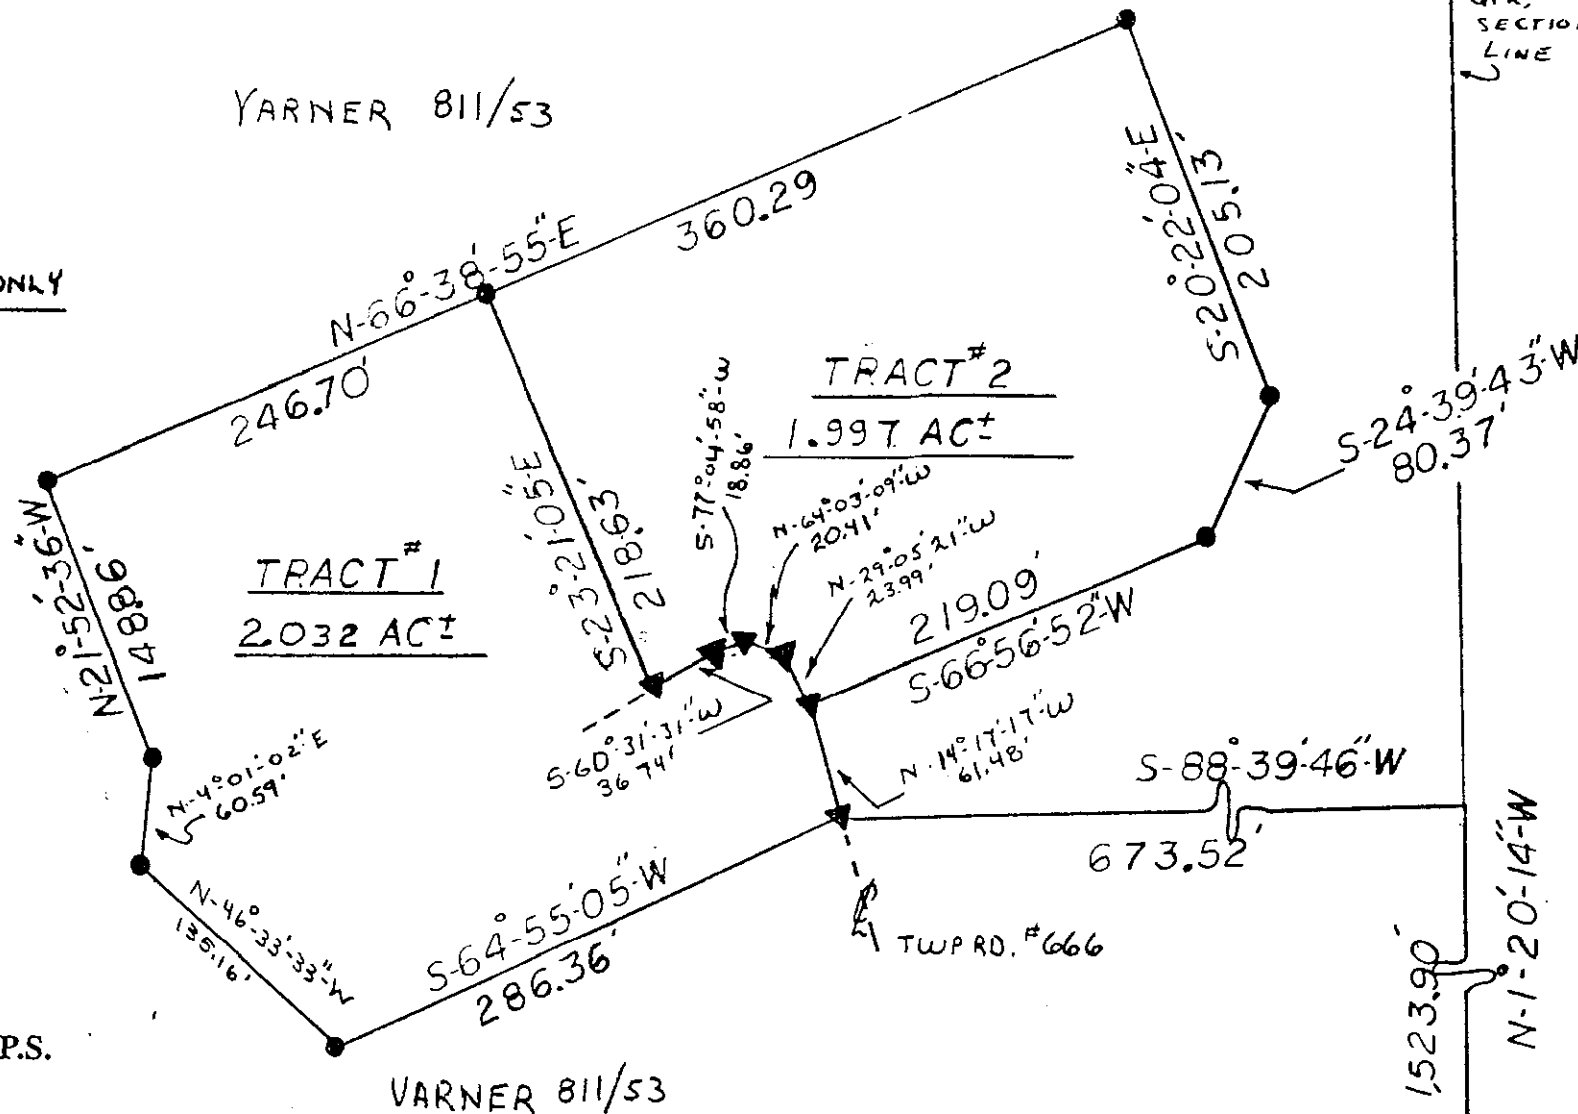 SECTIO
LINE
VARNER 811/53
ONLY
N-66°-38'-55"-E
360.29
246.70'
S-20°-22'-04"-E
205.13'
S-24°-39'-43"-W
80.37'
TRACT #2
1.997 AC±
S-77°-04'-58"-W
18.86'
N-64°-03'-09"-W
20.41'
N-29°-05'-21"-W
23.99'
219.09'
S-66°-56'-52"-W
S-23°-21'-05"-E
218.63'
N-21°-52'-36"-W
148.86'
TRACT #1
2.032 AC±
S-60°-31'-31"-W
36.74'
N-14°-17'-17"-W
61.48'
N-4°-01'-02"-E
60.59'
S-88°-39'-46"-W
673.52'
N-46°-33'-33"-W
135.16'
S-64°-55'-05"-W
286.36'
TWP RD. #666
1,523.90'
N-1°-20'-14"-W
P.S.
VARNER 811/53